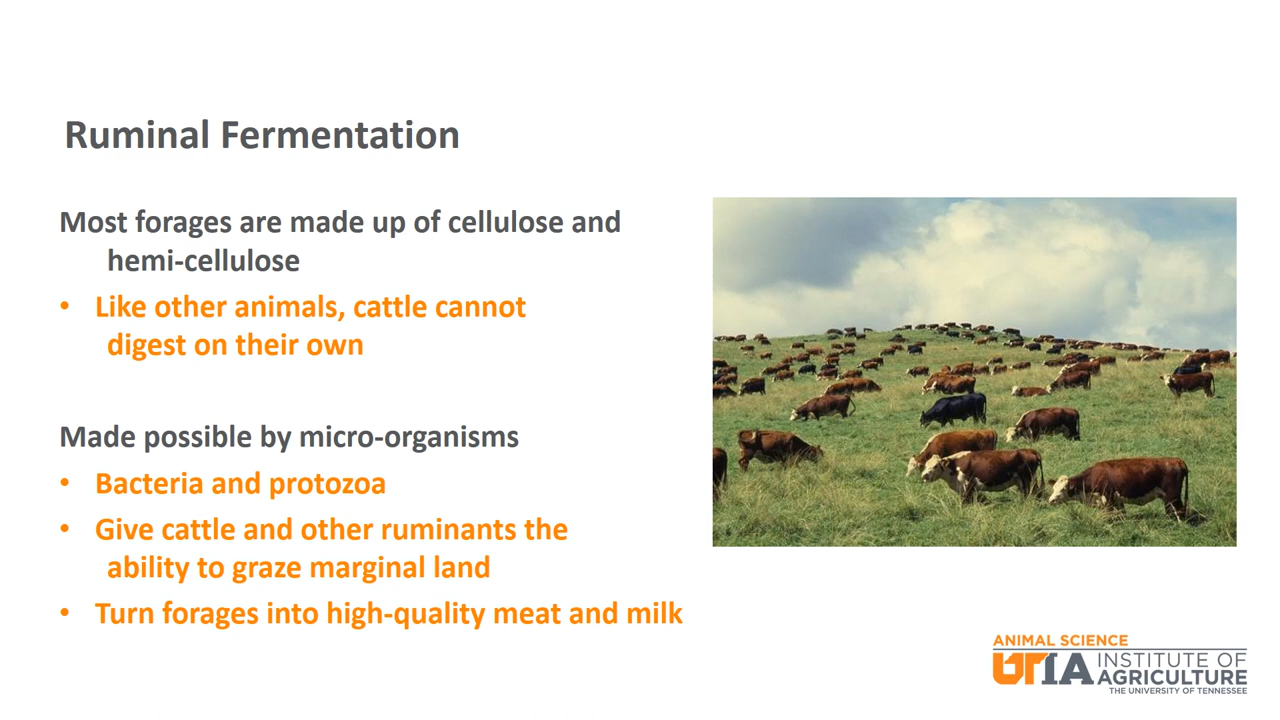 Ruminal Fermentation
Most forages are made up of cellulose and
hemi-cellulose
• Like other animals, cattle cannot
digest on their own
Made possible by micro-organisms
• Bacteria and protozoa
• Give cattle and other ruminants the
ability to graze marginal land
• Turn forages into high-quality meat and milk
ANIMAL SCIENCE
UTIA INSTITUTE OF
AGRICULTURE
THE UNIVERSITY OF TENNESSEE